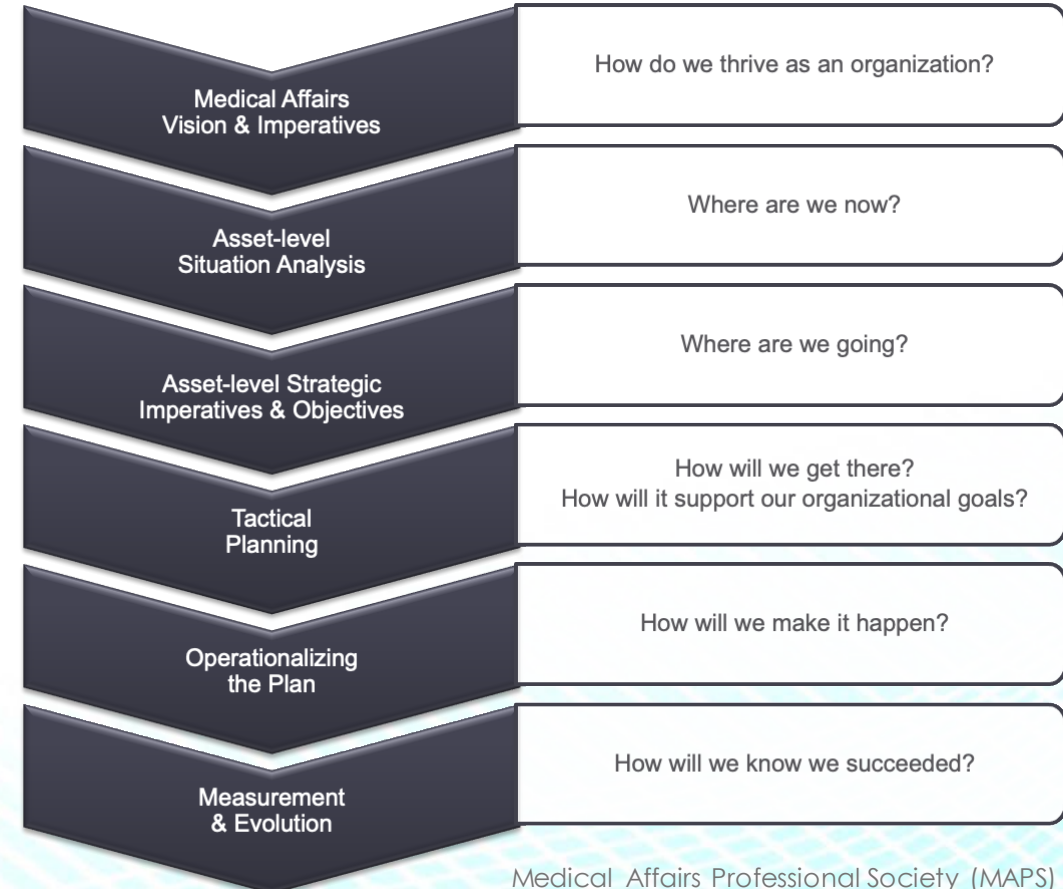 Medical Affairs
Vision & Imperatives
How do we thrive as an organization?
Asset-level
Situation Analysis
Where are we now?
Asset-level Strategic
Imperatives & Objectives
Where are we going?
Tactical
Planning
How will we get there?
How will it support our organizational goals?
Operationalizing
the Plan
How will we make it happen?
Measurement
& Evolution
How will we know we succeeded?
Medical Affairs Professional Society (MAPS)